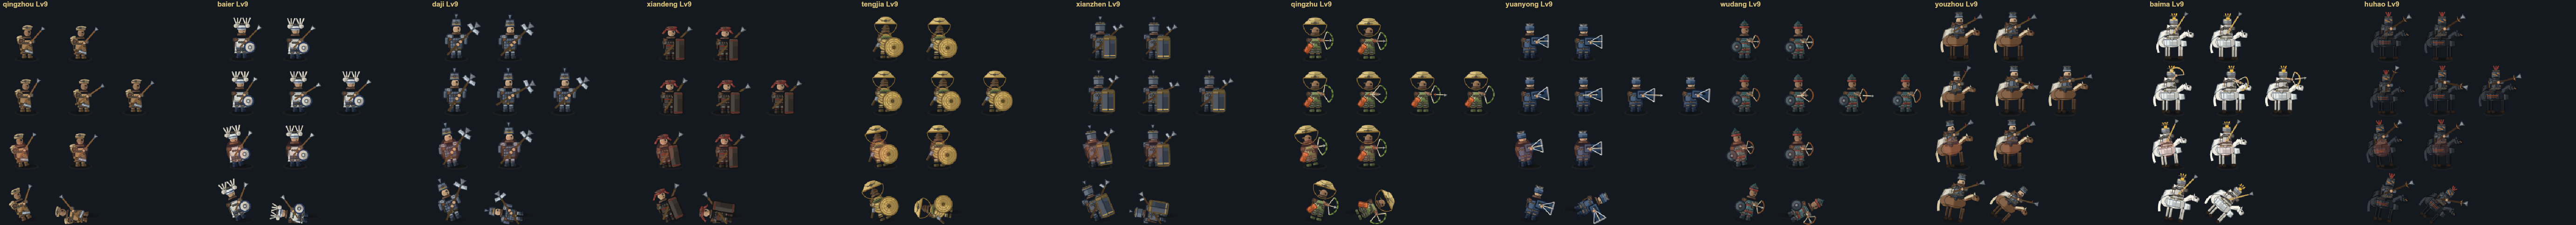 qingzhou Lv9
baier Lv9
daji Lv9
xiandeng Lv9
tengjia Lv9
xianzhen Lv9
qingzhu Lv9
yuanyong Lv9
wudang Lv9
youzhou Lv9
baima Lv9
huhao Lv9